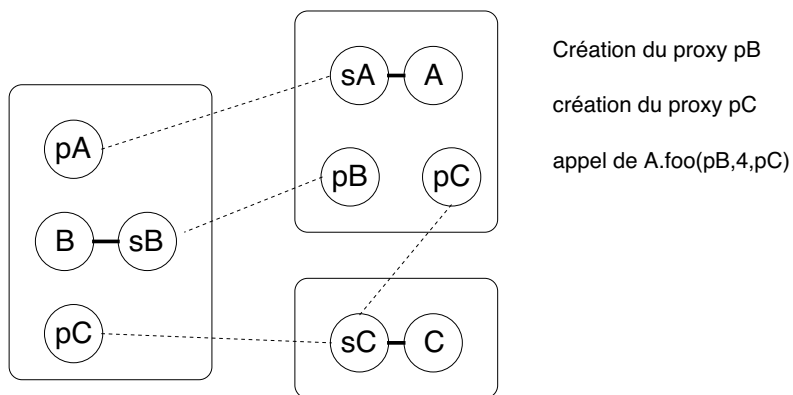 pA
B
sB
pC
sA
A
pB
pC
sC
C
Création du proxy pB
création du proxy pC
appel de A.foo(pB,4,pC)